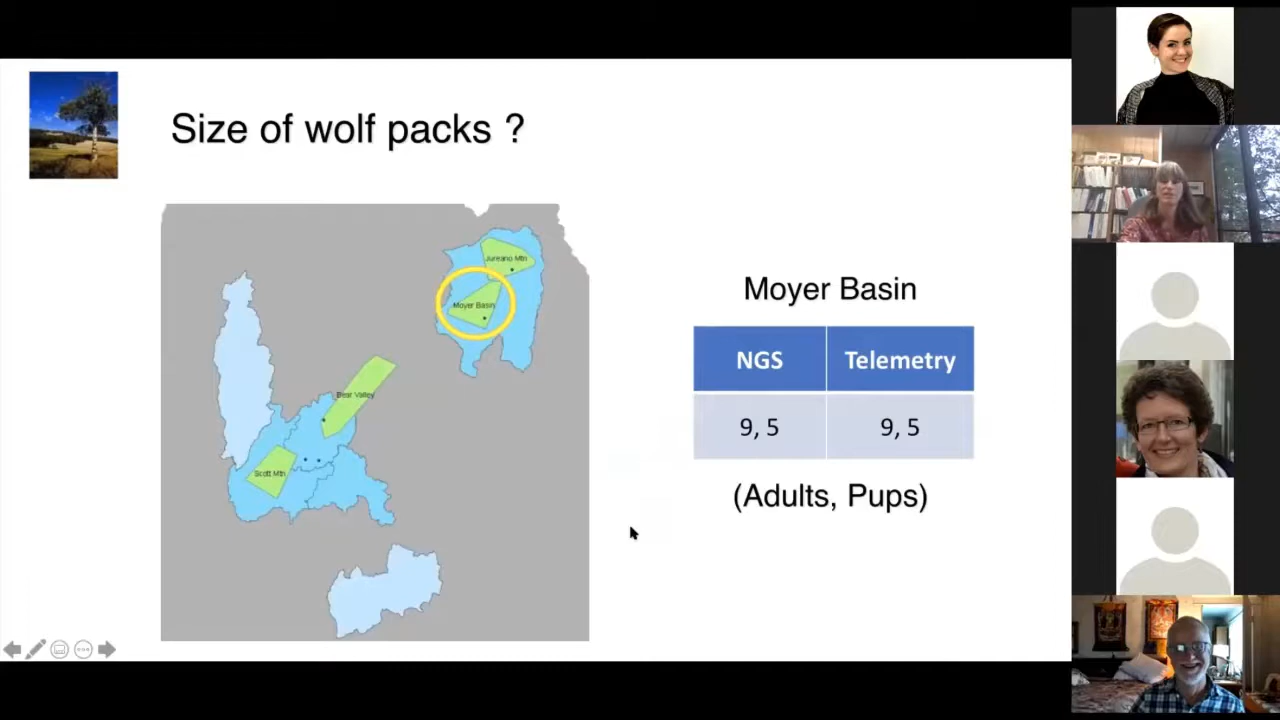 Size of wolf packs ?
Jureano Mtn
Moyer Basin
Bear Valley
Scott Mtn
Moyer Basin
NGS Telemetry
9, 5 9, 5
(Adults, Pups)